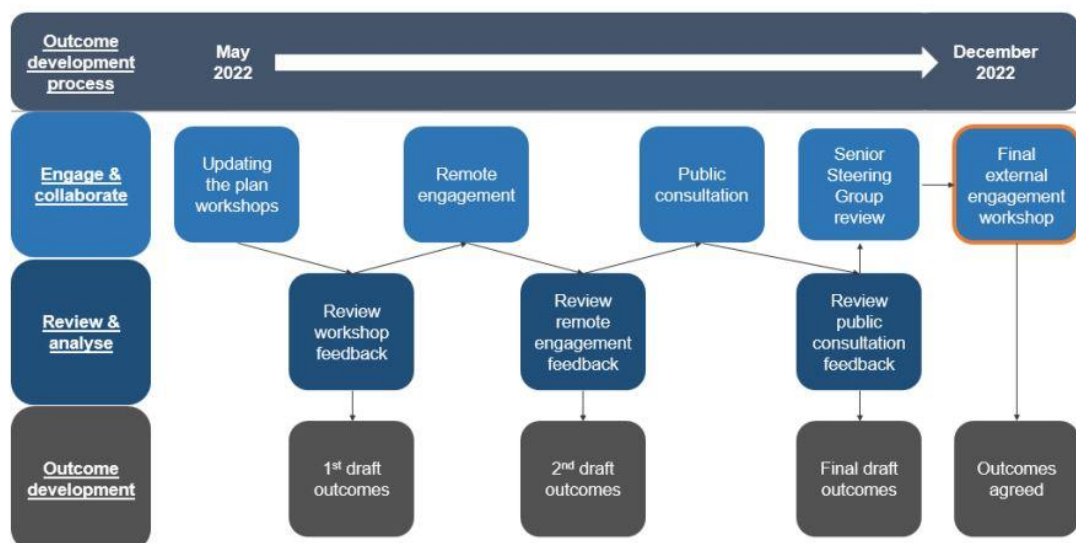 Outcome
development
process
May
2022
December
2022
Engage &
collaborate
Updating
the plan
workshops
Remote
engagement
Public
consultation
Senior
Steering
Group
review
Final
external
engagement
workshop
Review &
analyse
Review
workshop
feedback
Review
remote
engagement
feedback
Review
public
consultation
feedback
Outcome
development
1st draft
outcomes
2nd draft
outcomes
Final draft
outcomes
Outcomes
agreed